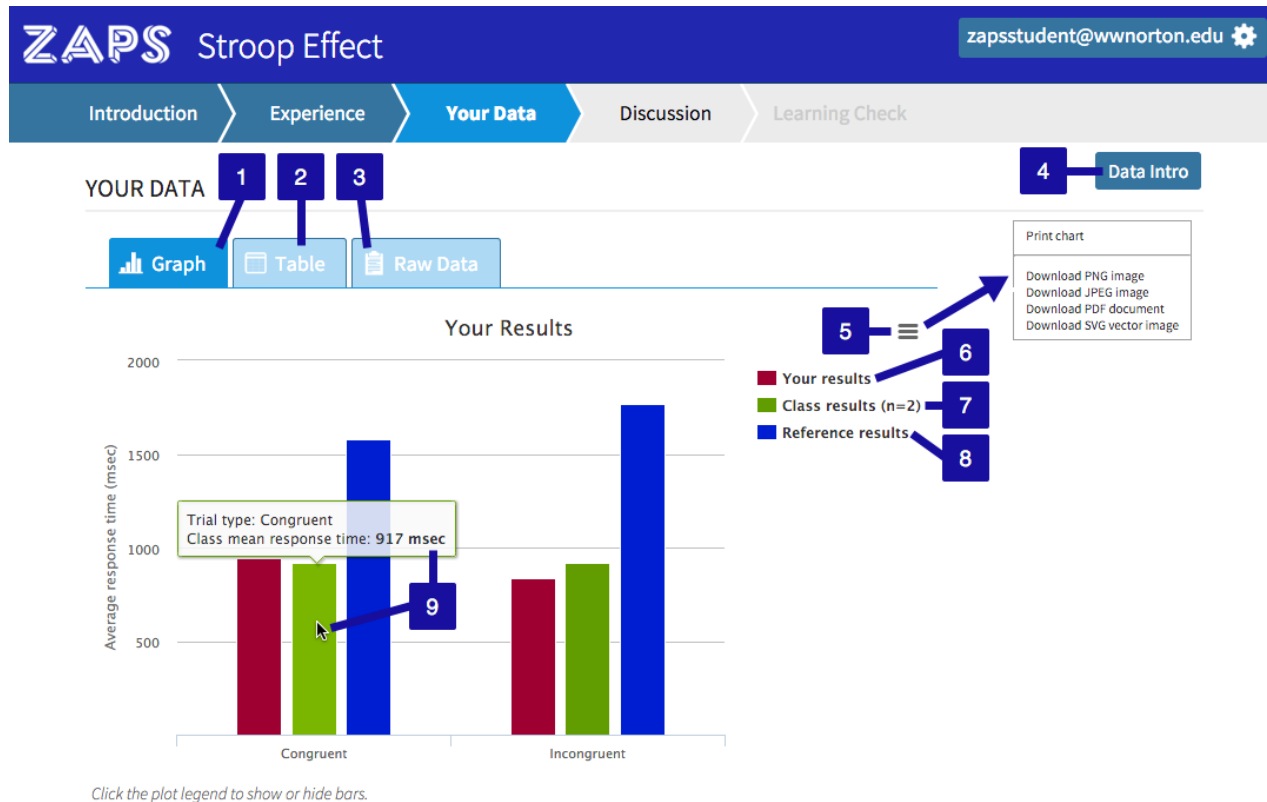 ZAPS Stroop Effect
zapsstudent@wwnorton.edu
Introduction
Experience
Your Data
Discussion
Learning Check
YOUR DATA
1
2
3
4
Data Intro
Graph
Table
Raw Data
Print chart
Download PNG image
Download JPEG image
Download PDF document
Download SVG vector image
Your Results
5
6
Your results
Class results (n=2)
7
Reference results
8
2000
1500
1000
500
Average response time (msec)
Trial type: Congruent
Class mean response time: 917 msec
9
Congruent
Incongruent
Click the plot legend to show or hide bars.